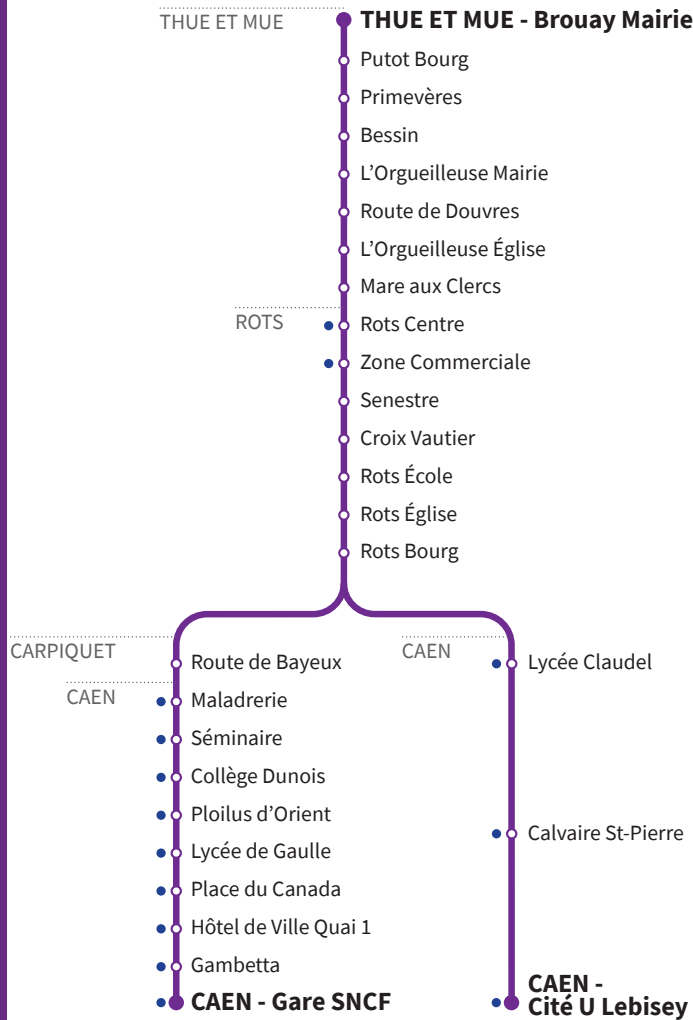 THUE ET MUE
THUE ET MUE - Brouay Mairie
Putot Bourg
Primevères
Bessin
L'Orgueilleuse Mairie
Route de Douvres
L'Orgueilleuse Église
Mare aux Clercs
ROTS
Rots Centre
Zone Commerciale
Senestre
Croix Vautier
Rots École
Rots Église
Rots Bourg
CARPIQUET
Route de Bayeux
CAEN
Maladrerie
Séminaire
Collège Dunois
Ploilus d'Orient
Lycée de Gaulle
Place du Canada
Hôtel de Ville Quai 1
Gambetta
CAEN - Gare SNCF
CAEN
Lycée Claudel
Calvaire St-Pierre
CAEN -
Cité U Lebisey